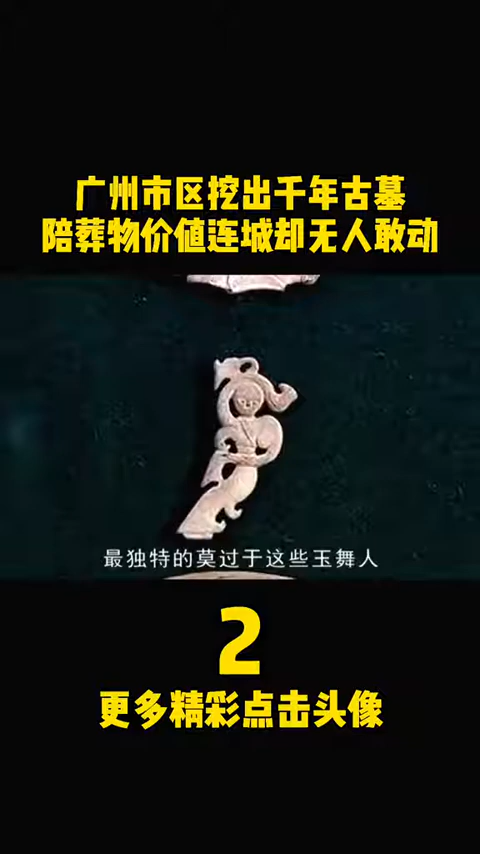 广州市区挖出千年古墓
陪葬物价值连城却无人敢动
最独特的莫过于这些玉舞人
2
更多精彩点击头像